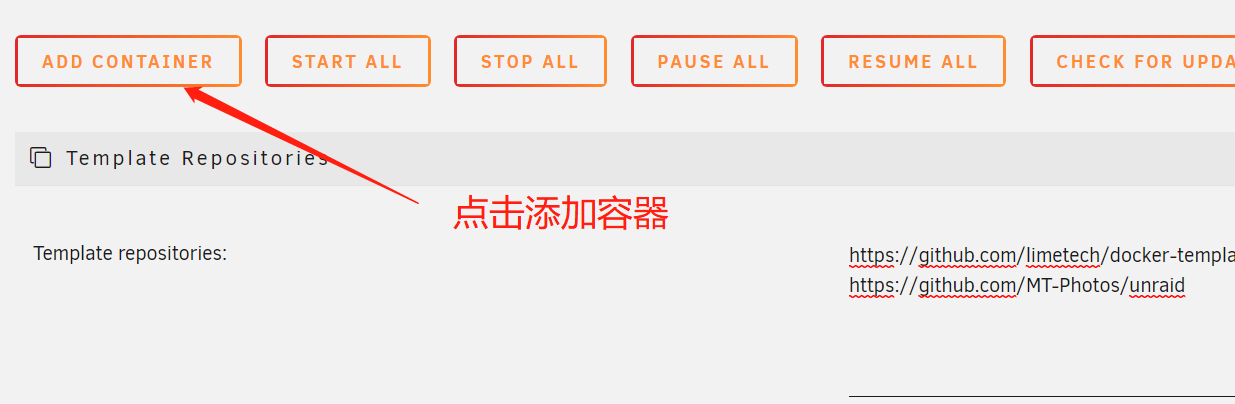 ADD CONTAINER START ALL STOP ALL PAUSE ALL RESUME ALL CHECK FOR
Template Repositories
点击添加容器
Template repositories:
https://github.com/limetech/docker-templa
https://github.com/MT-Photos/unraid